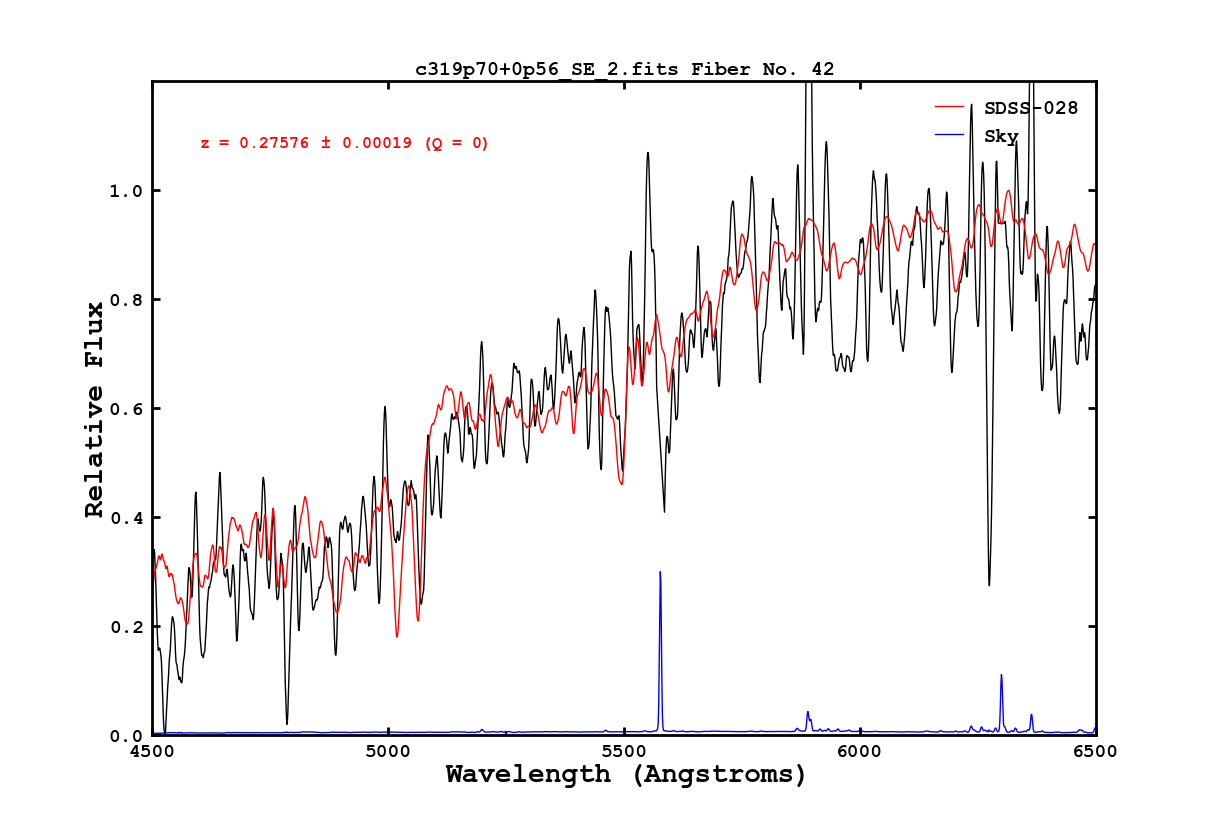 c319p70+0p56_SE_2.fits Fiber No. 42
SDSS-028
Sky
z = 0.27576 ± 0.00019 (Q = 0)
Relative Flux
1.0
0.8
0.6
0.4
0.2
0.0
4500 5000 5500 6000 6500
Wavelength (Angstroms)